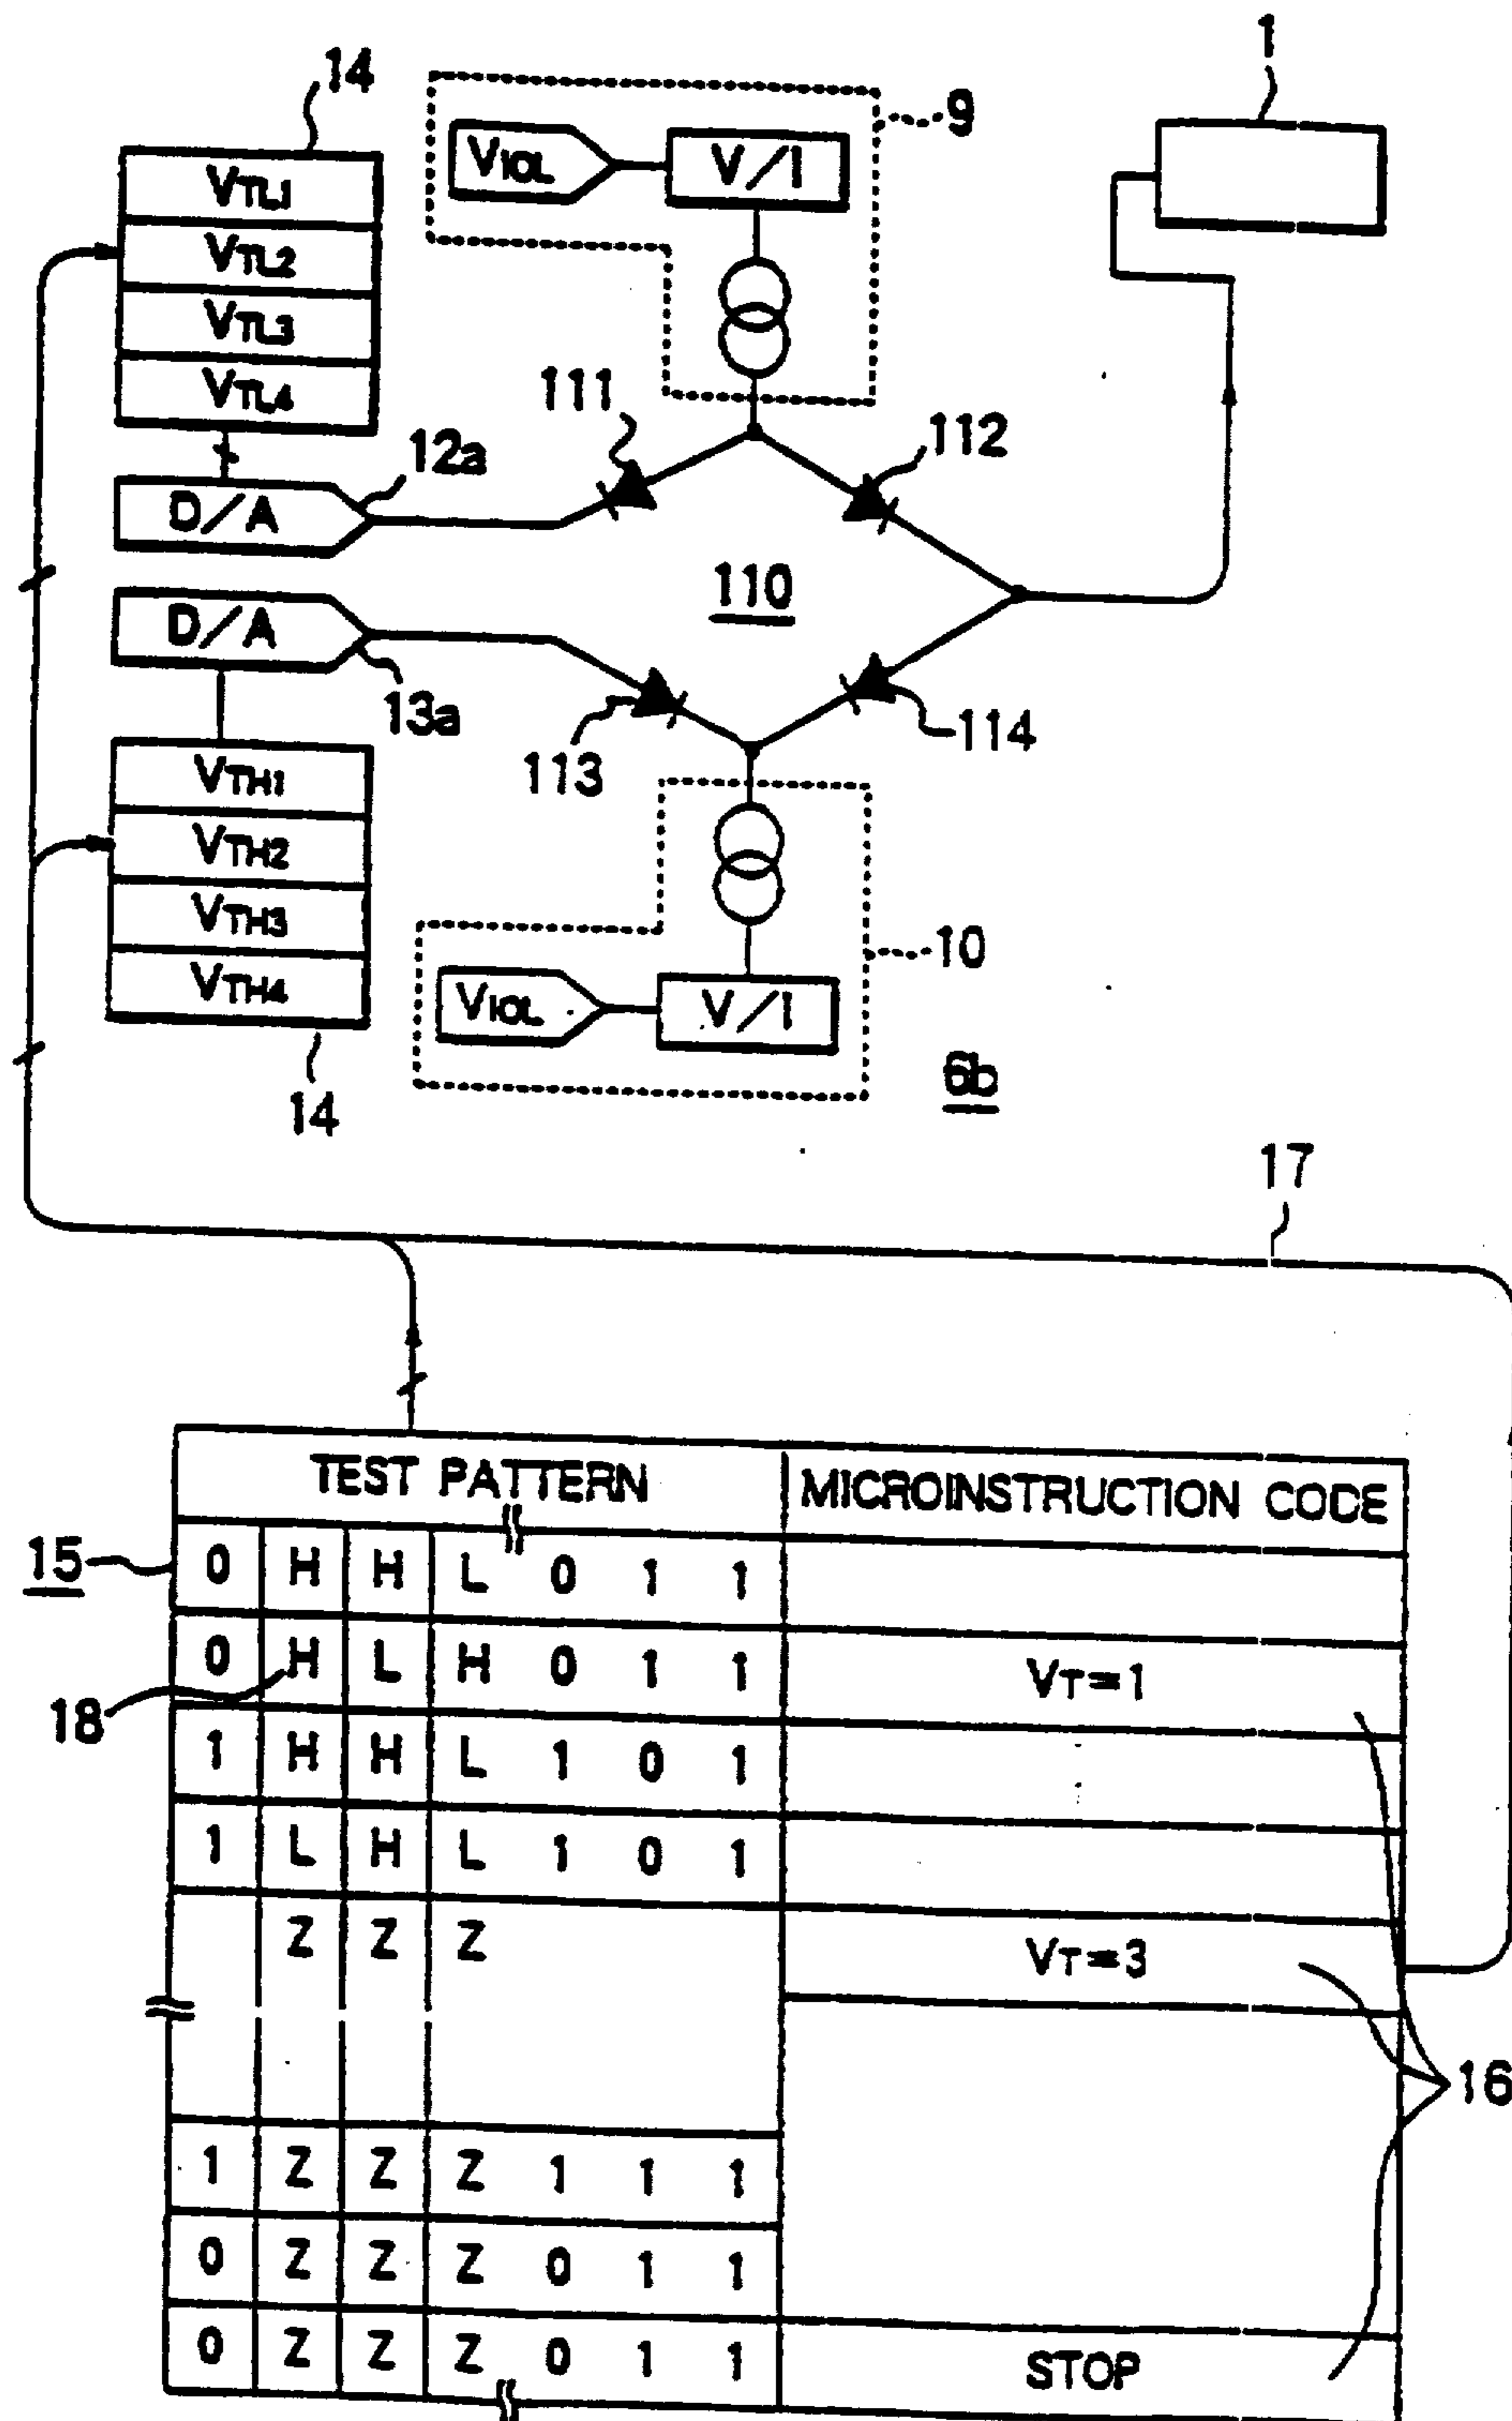 1
14
9
VIOL
V/I
VTL1
VTL2
VTL3
VTL4
111
112
12a
D/A
110
D/A
13a
113
114
VTH1
VTH2
VTH3
VTH4
10
VIOL
V/I
6b
14
17
TEST PATTERN
MICROINSTRUCTION CODE
15
0 H H L 0 1 1
0 H L H 0 1 1
VT=1
18
1 H H L 1 0 1
1 L H L 1 0 1
Z Z Z
VT=3
16
1 Z Z Z 1 1 1
0 Z Z Z 0 1 1
0 Z Z Z 0 1 1
STOP